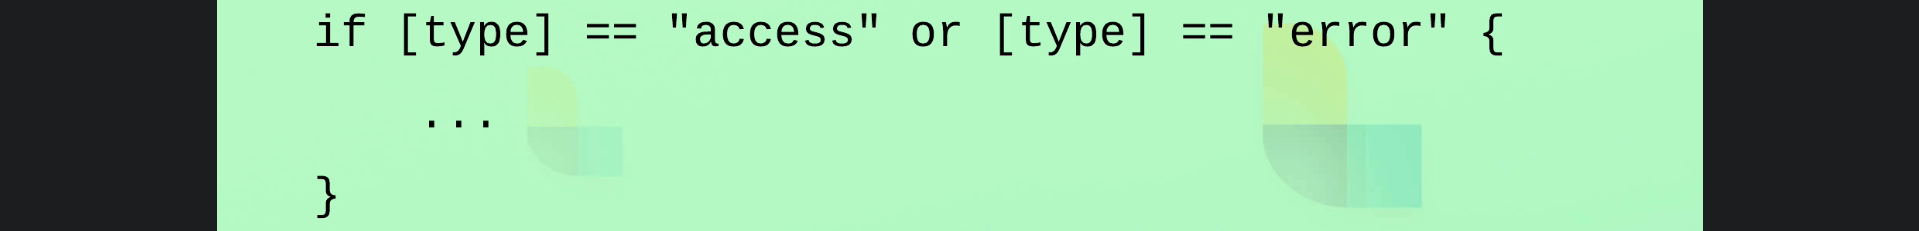 if [type] == "access" or [type] == "error" {
...
}